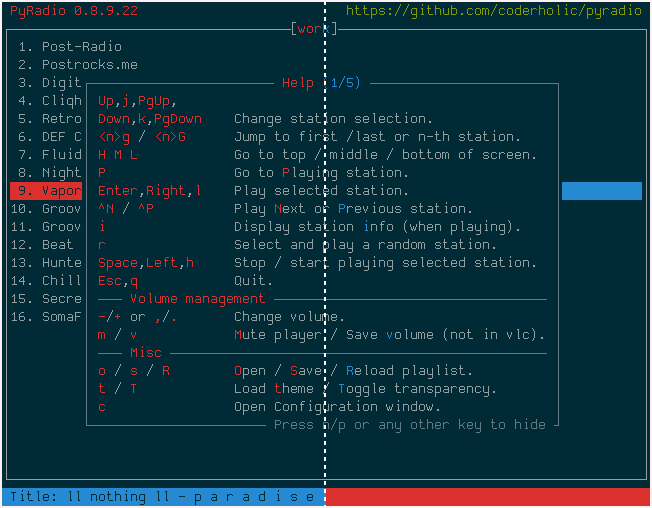 PyRadio 0.8.9.22 https://github.com/coderholic/pyradio
[work]
1. Post-Radio
2. Postrocks.me
3. Digit
Help (1/5)
4. Cliqh Up,j,PgUp,
5. Retro Down,k,PgDown Change station selection.
6. DEF C <n>g / <n>G Jump to first /last or n-th station.
7. Fluid H M L Go to top / middle / bottom of screen.
8. Night P Go to Playing station.
9. Vapor Enter,Right,l Play selected station.
10. Groov ^N / ^P Play Next or Previous station.
11. Groov i Display station info (when playing).
12. Beat r Select and play a random station.
13. Hunte Space,Left,h Stop / start playing selected station.
14. Chill Esc,q Quit.
15. Secre Volume management
16. SomaF -/+ or ,/. Change volume.
m / v Mute player / Save volume (not in vlc).
Misc
o / s / R Open / Save / Reload playlist.
t / T Load theme / Toggle transparency.
c Open Configuration window.
Press n/p or any other key to hide
Title: ll nothing ll - p a r a d i s e